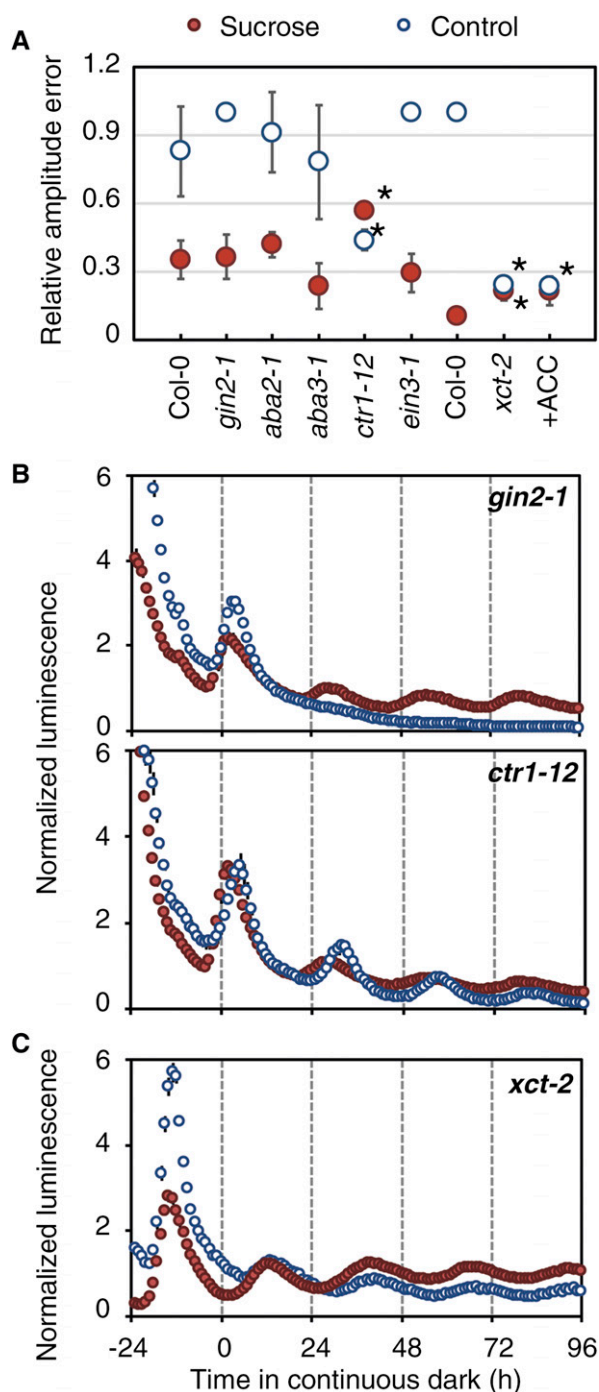 Sucrose Control
A
Relative amplitude error
1.2
0.9
0.6
0.3
0
*
*
*
*
*
Col-0 gin2-1 aba2-1 aba3-1 ctr1-12 ein3-1 Col-0 xct-2 +ACC
B
Normalized luminescence
gin2-1
6
4
2
0
ctr1-12
6
4
2
0
C
Normalized luminescence
xct-2
6
4
2
0
-24 0 24 48 72 96
Time in continuous dark (h)